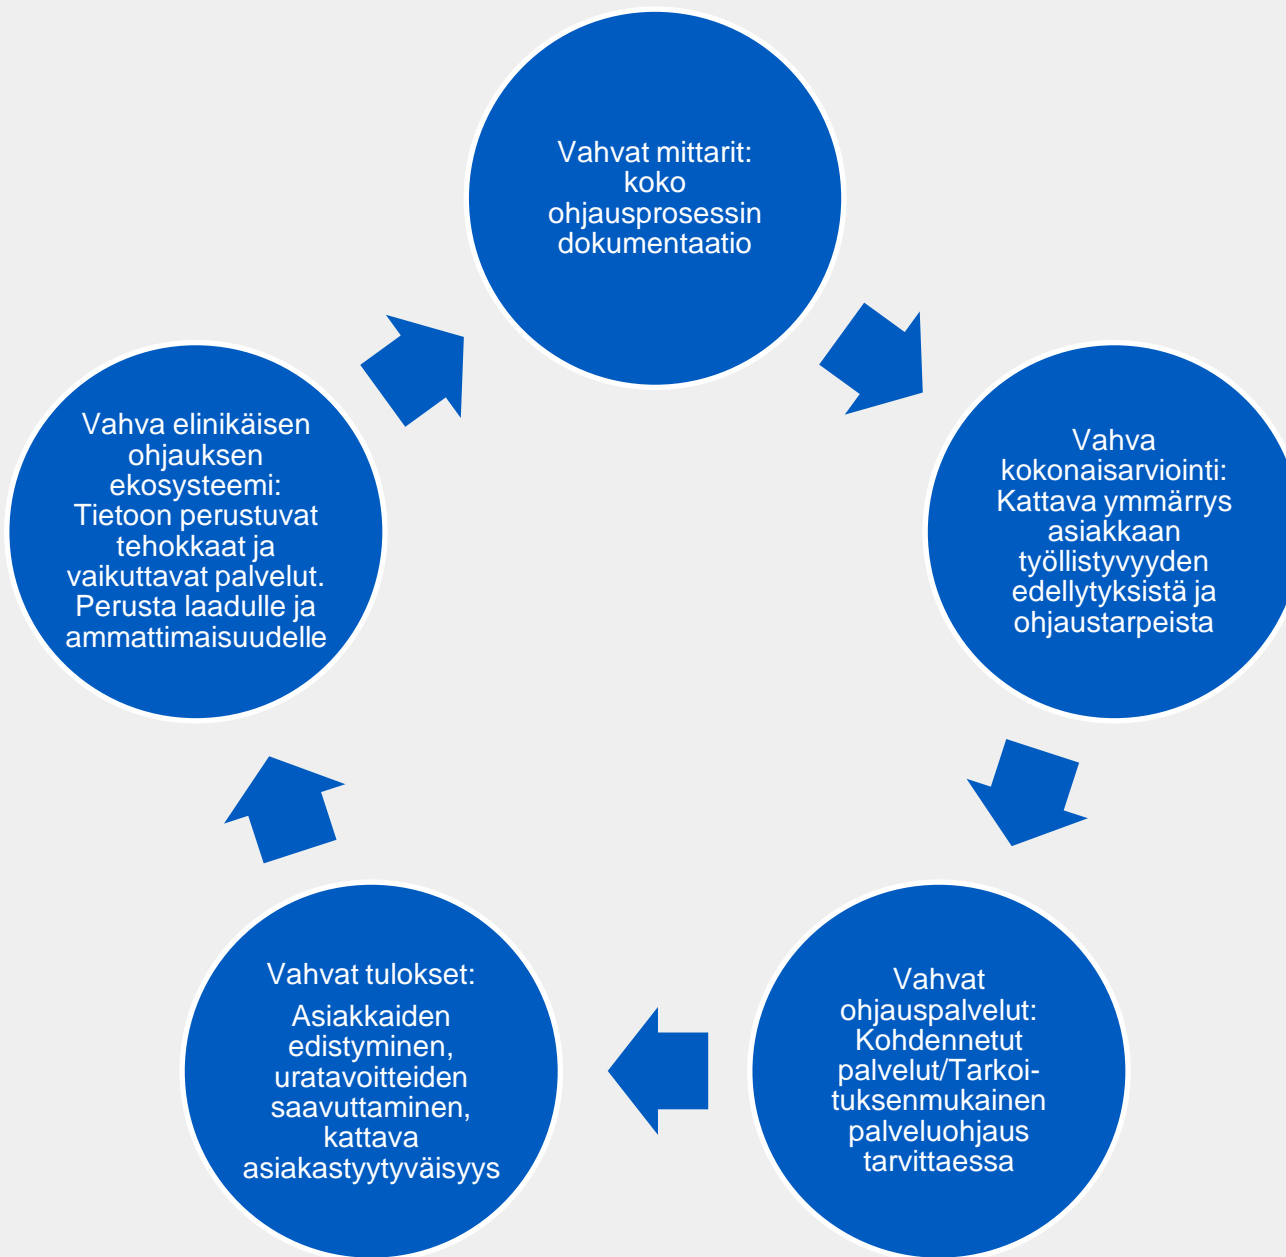 Vahvat mittarit:
koko
ohjausprosessin
dokumentaatio
Vahva
kokonaisarviointi:
Kattava ymmärrys
asiakkaan
työllistyvyyden
edellytyksistä ja
ohjaustarpeista
Vahvat
ohjauspalvelut:
Kohdennetut
palvelut/Tarkoi-
tuksenmukainen
palveluohjaus
tarvittaessa
Vahvat tulokset:
Asiakkaiden
edistyminen,
uratavoitteiden
saavuttaminen,
kattava
asiakastyytyväisyys
Vahva elinikäisen
ohjauksen
ekosysteemi:
Tietoon perustuvat
tehokkaat ja
vaikuttavat palvelut.
Perusta laadulle ja
ammattimaisuudelle